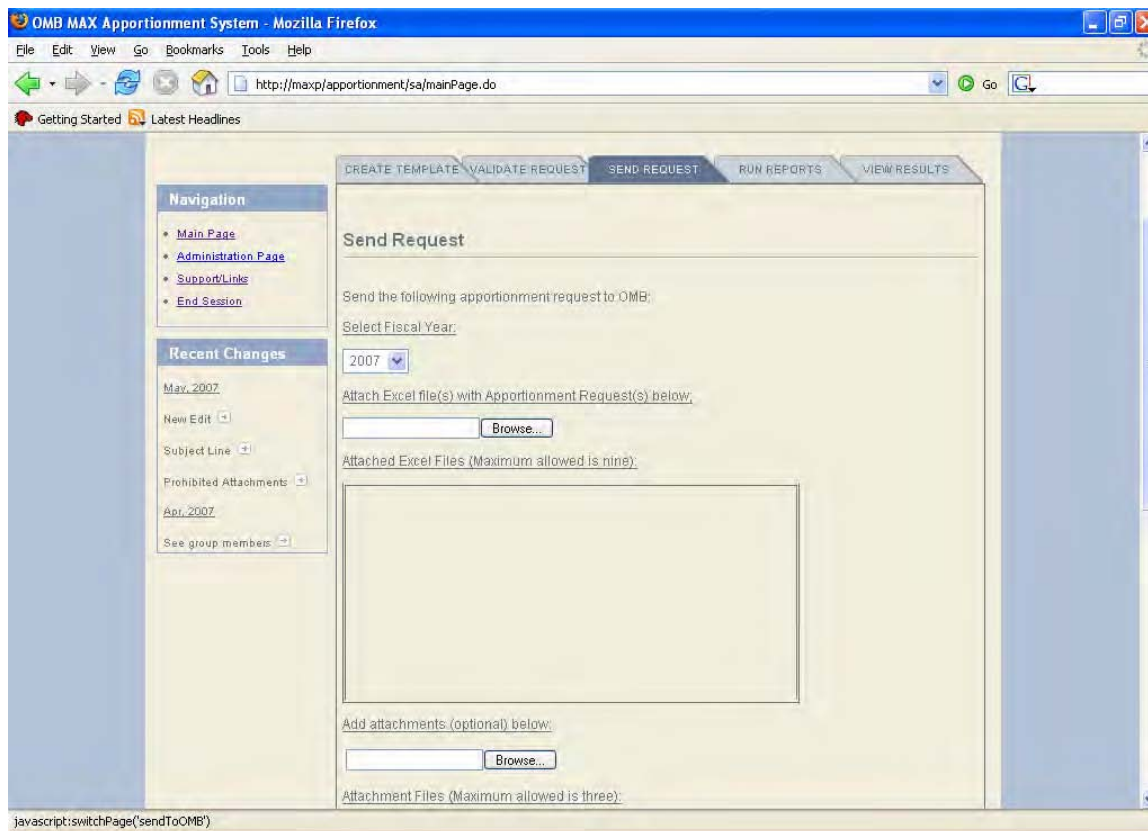 OMB MAX Apportionment System - Mozilla Firefox
File Edit View Go Bookmarks Tools Help
http://maxp/apportionment/sa/mainPage.do
Go
G
Getting Started
Latest Headlines
CREATE TEMPLATE
VALIDATE REQUEST
SEND REQUEST
RUN REPORTS
VIEW RESULTS
Navigation
Main Page
Administration Page
Support/Links
End Session
Recent Changes
May, 2007
New Edit
Subject Line
Prohibited Attachments
Apr, 2007
See group members
Send Request
Send the following apportionment request to OMB:
Select Fiscal Year:
2007
Attach Excel file(s) with Apportionment Request(s) below:
Browse...
Attached Excel Files (Maximum allowed is nine):
Add attachments (optional) below:
Browse...
Attachment Files (Maximum allowed is three):
javascript:switchPage('sendToOMB')